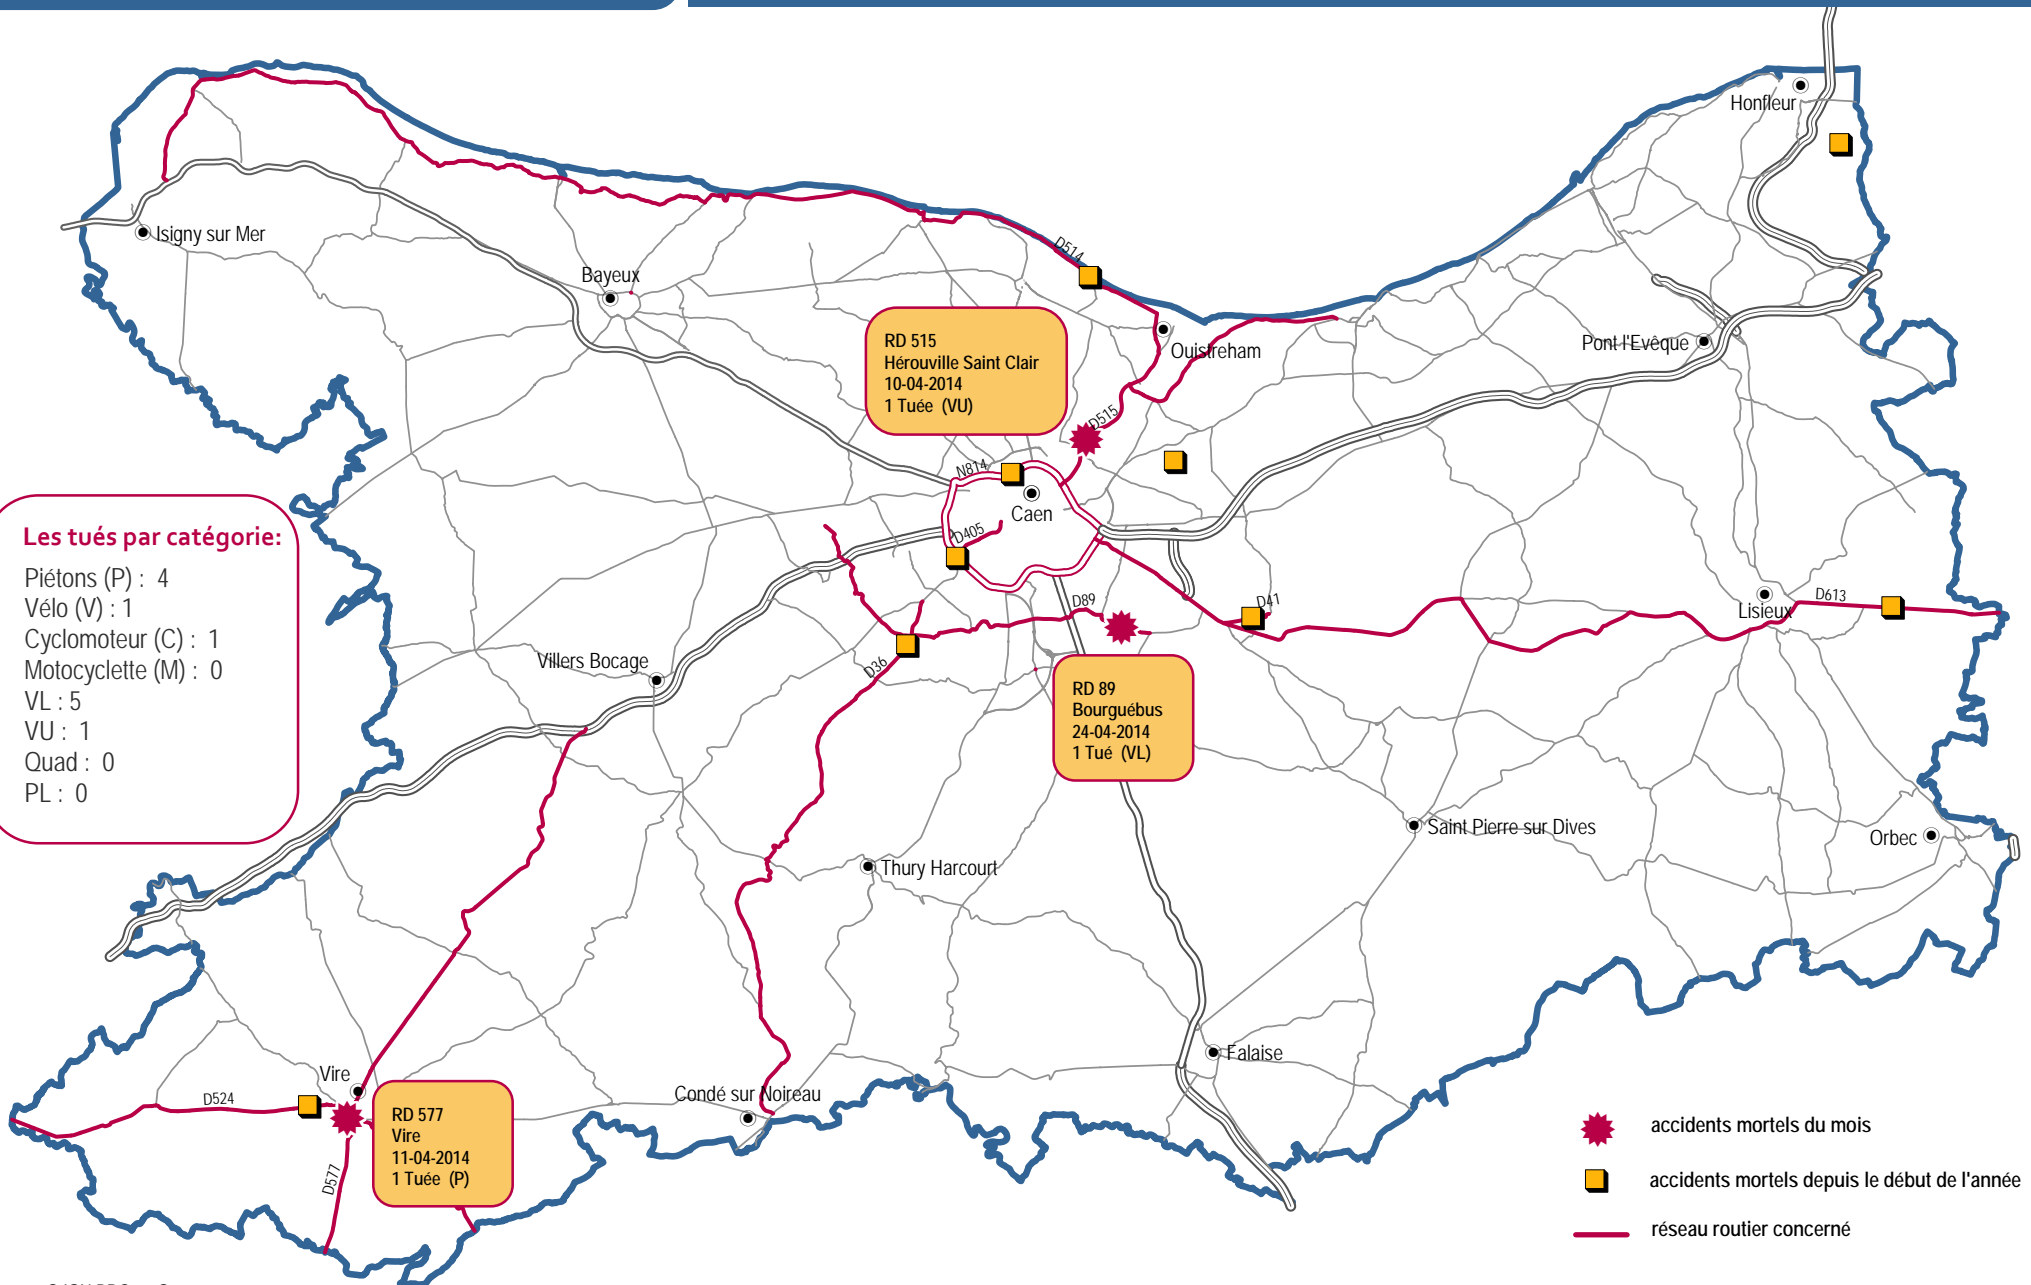 Honfleur
Isigny sur Mer
Bayeux
D514
RD 515
Hérouville Saint Clair
10-04-2014
1 Tuée (VU)
Ouistreham
Pont l'Evêque
D515
N814
Caen
D405
Les tués par catégorie:
Piétons (P) : 4
Vélo (V) : 1
Cyclomoteur (C) : 1
Motocyclette (M) : 0
VL : 5
VU : 1
Quad : 0
PL : 0
D89
D41
Lisieux
D613
Villers Bocage
D36
RD 89
Bourguébus
24-04-2014
1 Tué (VL)
Saint Pierre sur Dives
Orbec
Thury Harcourt
Falaise
Vire
D524
Condé sur Noireau
RD 577
Vire
11-04-2014
1 Tuée (P)
D577
accidents mortels du mois
accidents mortels depuis le début de l'année
réseau routier concerné